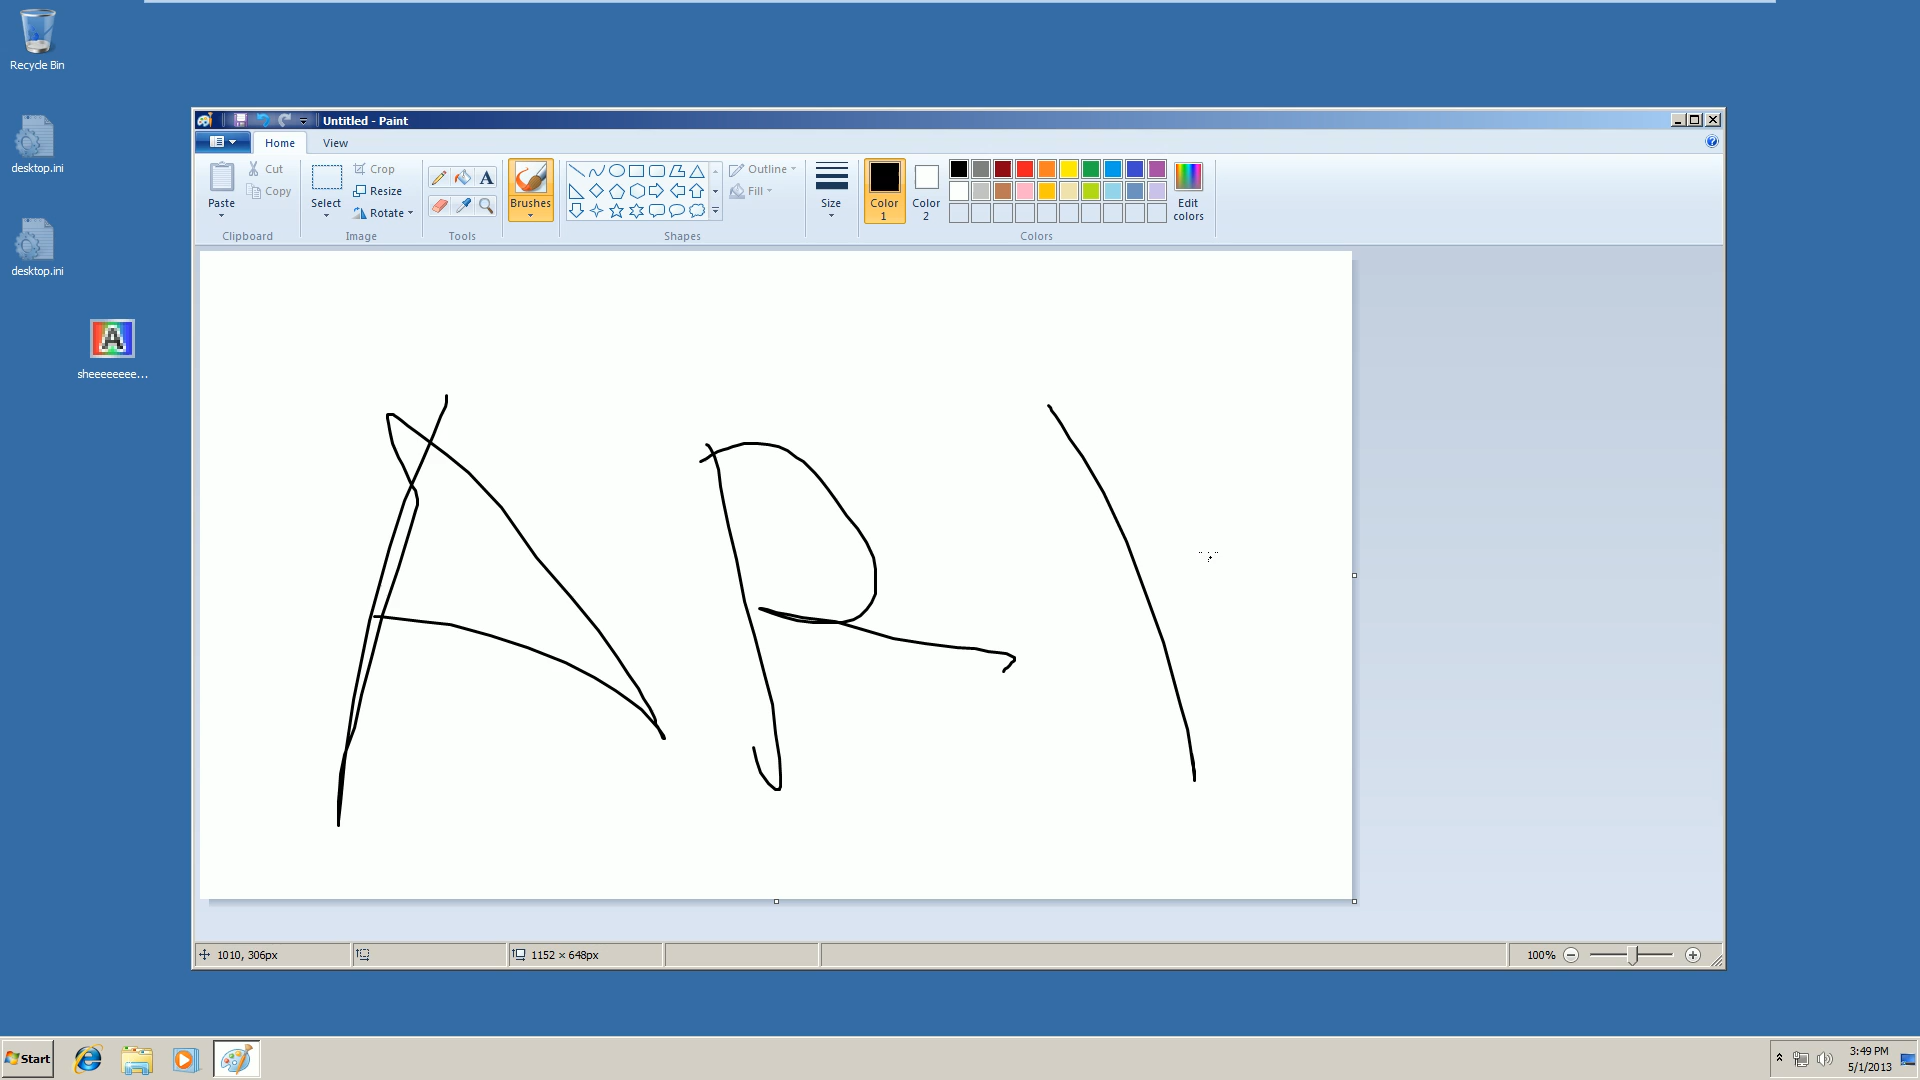 Recycle Bin
desktop.ini
desktop.ini
sheeeeeeee...
Untitled - Paint
Home View
Paste
Cut
Copy
Clipboard
Select
Crop
Resize
Rotate
Image
A
Tools
Brushes
Shapes
Outline
Fill
Size
Color 1
Color 2
Colors
Edit colors
A R
1010, 306px
1152 × 648px
100%
Start
3:49 PM
5/1/2013